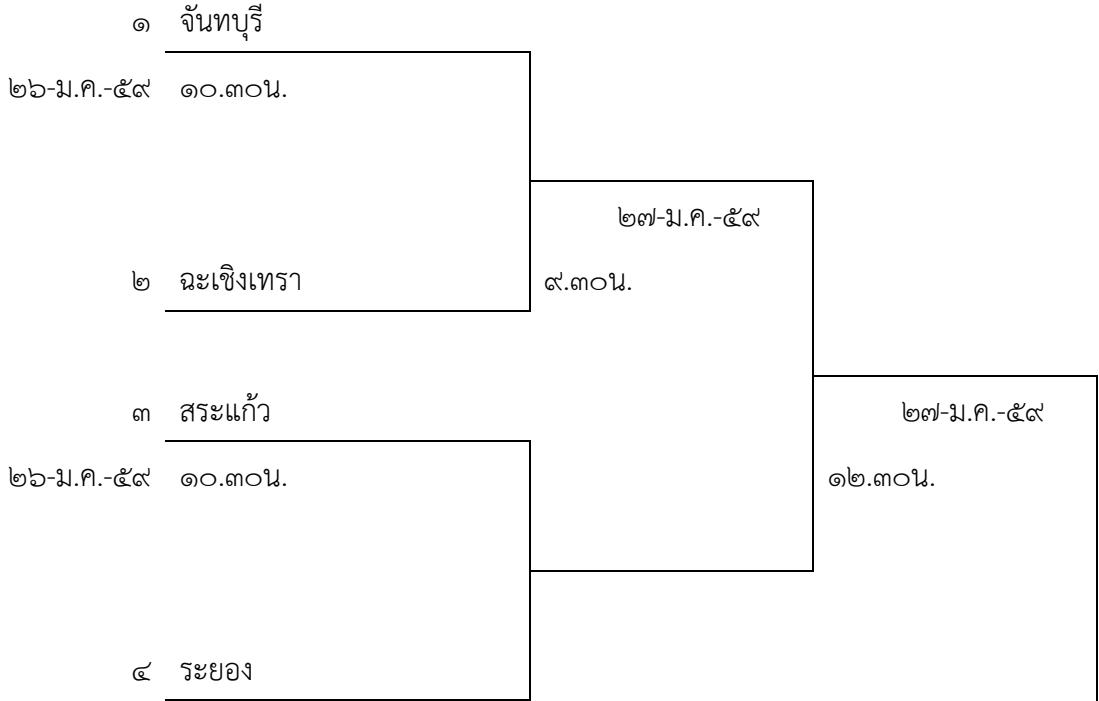 ๑ จันทบุรี
๒๖-ม.ค.-๕๙ ๑๐.๓๐น.
๒๗-ม.ค.-๕๙
๒ ฉะเชิงเทรา ๙.๓๐น.
๓ สระแก้ว ๒๗-ม.ค.-๕๙
๒๖-ม.ค.-๕๙ ๑๐.๓๐น. ๑๒.๓๐น.
๔ ระยอง